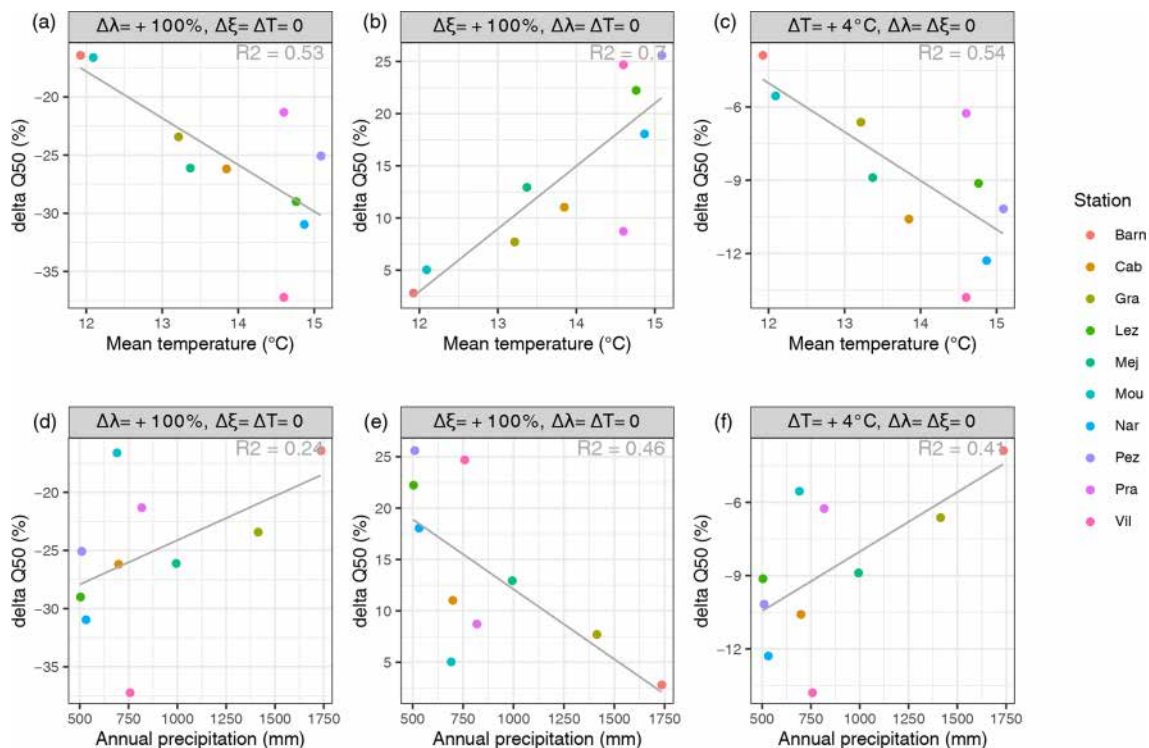 (a) Δλ= + 100%, Δξ= ΔT= 0
R2 = 0.53
−20
−25
−30
−35
delta Q50 (%)
12 13 14 15
Mean temperature (°C)
(b) Δξ= + 100%, Δλ= ΔT= 0
R2 = 0.7
25
20
15
10
5
delta Q50 (%)
12 13 14 15
Mean temperature (°C)
(c) ΔT= + 4°C, Δλ= Δξ= 0
R2 = 0.54
−6
−9
−12
delta Q50 (%)
12 13 14 15
Mean temperature (°C)
(d) Δλ= + 100%, Δξ= ΔT= 0
R2 = 0.24
−20
−25
−30
−35
delta Q50 (%)
500 750 1000 1250 1500 1750
Annual precipitation (mm)
(e) Δξ= + 100%, Δλ= ΔT= 0
R2 = 0.46
25
20
15
10
5
delta Q50 (%)
500 750 1000 1250 1500 1750
Annual precipitation (mm)
(f) ΔT= + 4°C, Δλ= Δξ= 0
R2 = 0.41
−6
−9
−12
delta Q50 (%)
500 750 1000 1250 1500 1750
Annual precipitation (mm)
Station
Barn
Cab
Gra
Lez
Mej
Mou
Nar
Pez
Pra
Vil